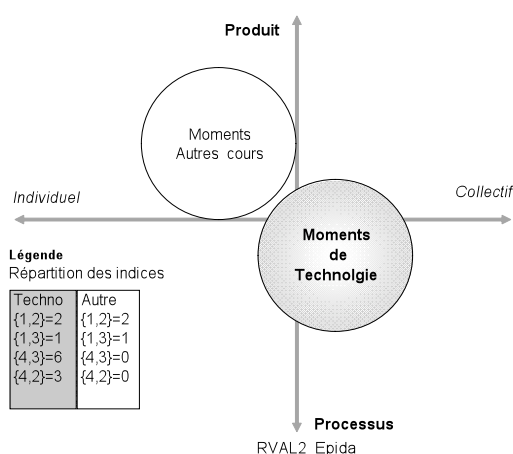 Produit
Moments
Autres cours
Individuel
Collectif
Moments
de
Technolgie
Légende
Répartition des indices
Techno Autre
{1,2}=2 {1,2}=2
{1,3}=1 {1,3}=1
{4,3}=6 {4,3}=0
{4,2}=3 {4,2}=0
Processus
RVAL2 Epida